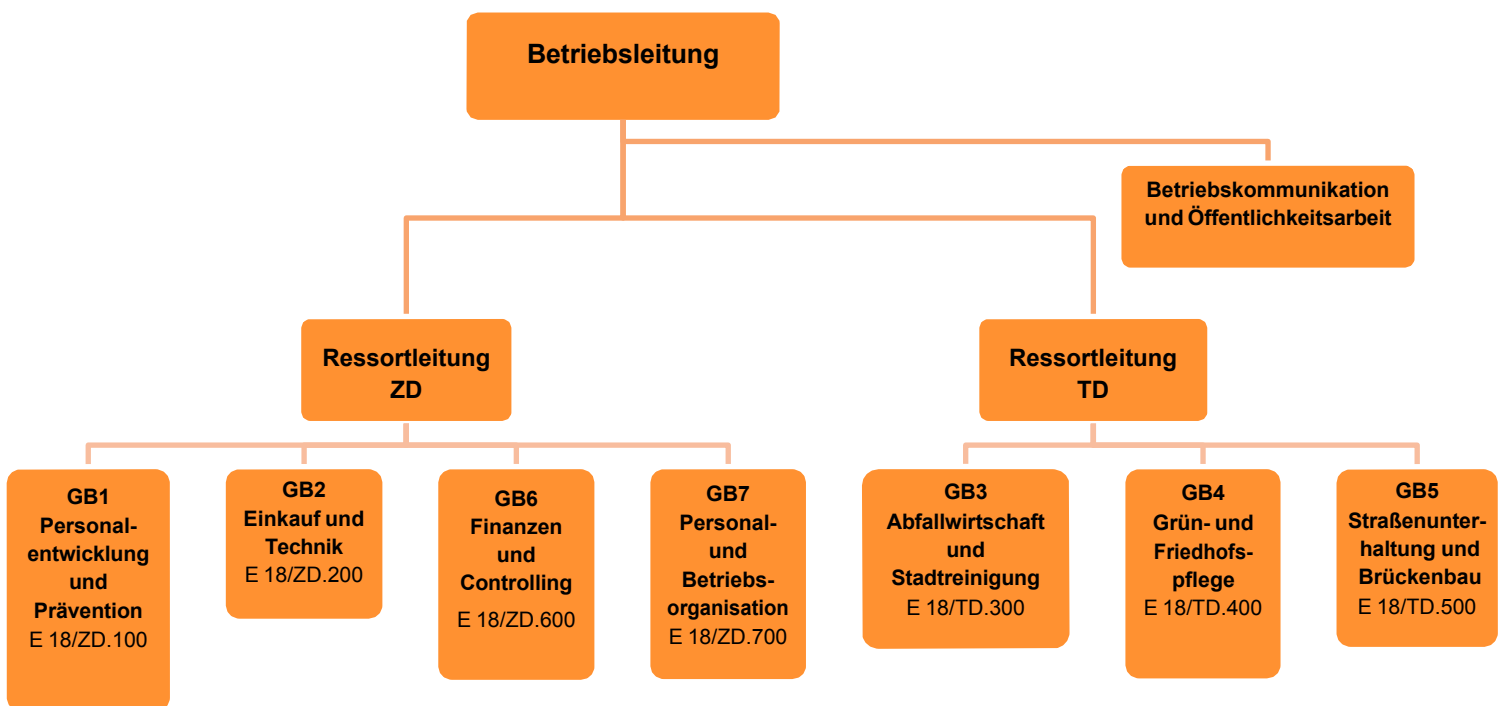 Betriebsleitung
Betriebskommunikation
und Öffentlichkeitsarbeit
Ressortleitung
ZD
Ressortleitung
TD
GB1
Personal-
entwicklung
und
Prävention
E 18/ZD.100
GB2
Einkauf und
Technik
E 18/ZD.200
GB6
Finanzen
und
Controlling
E 18/ZD.600
GB7
Personal-
und
Betriebs-
organisation
E 18/ZD.700
GB3
Abfallwirtschaft
und
Stadtreinigung
E 18/TD.300
GB4
Grün- und
Friedhofs-
pflege
E 18/TD.400
GB5
Straßenunter-
haltung und
Brückenbau
E 18/TD.500